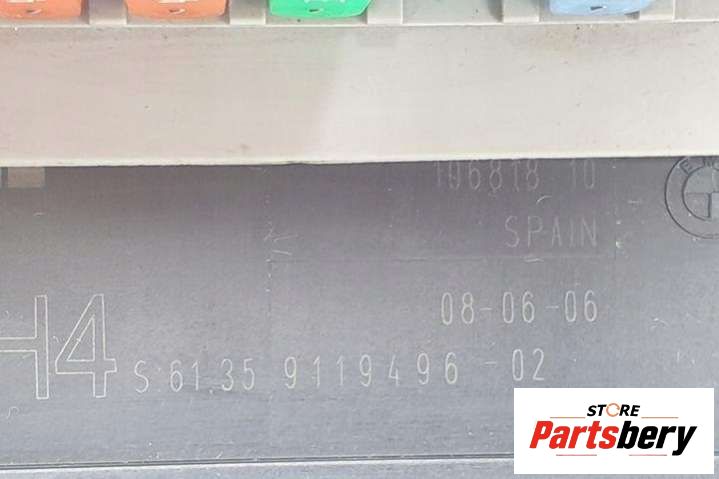 106818 10
SPAIN
08-06-06
H4
S 61.35 9119496-02
STORE
Partsbery